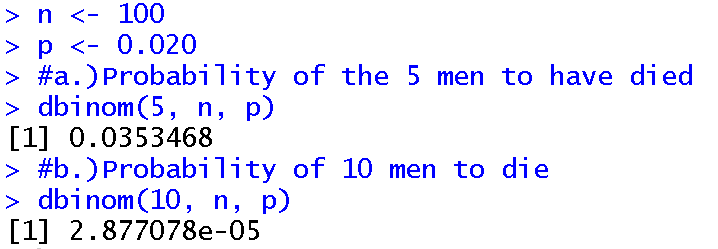 > n <- 100
> p <- 0.020
> #a.)Probability of the 5 men to have died
> dbinom(5, n, p)
[1] 0.0353468
> #b.)Probability of 10 men to die
> dbinom(10, n, p)
[1] 2.877078e-05